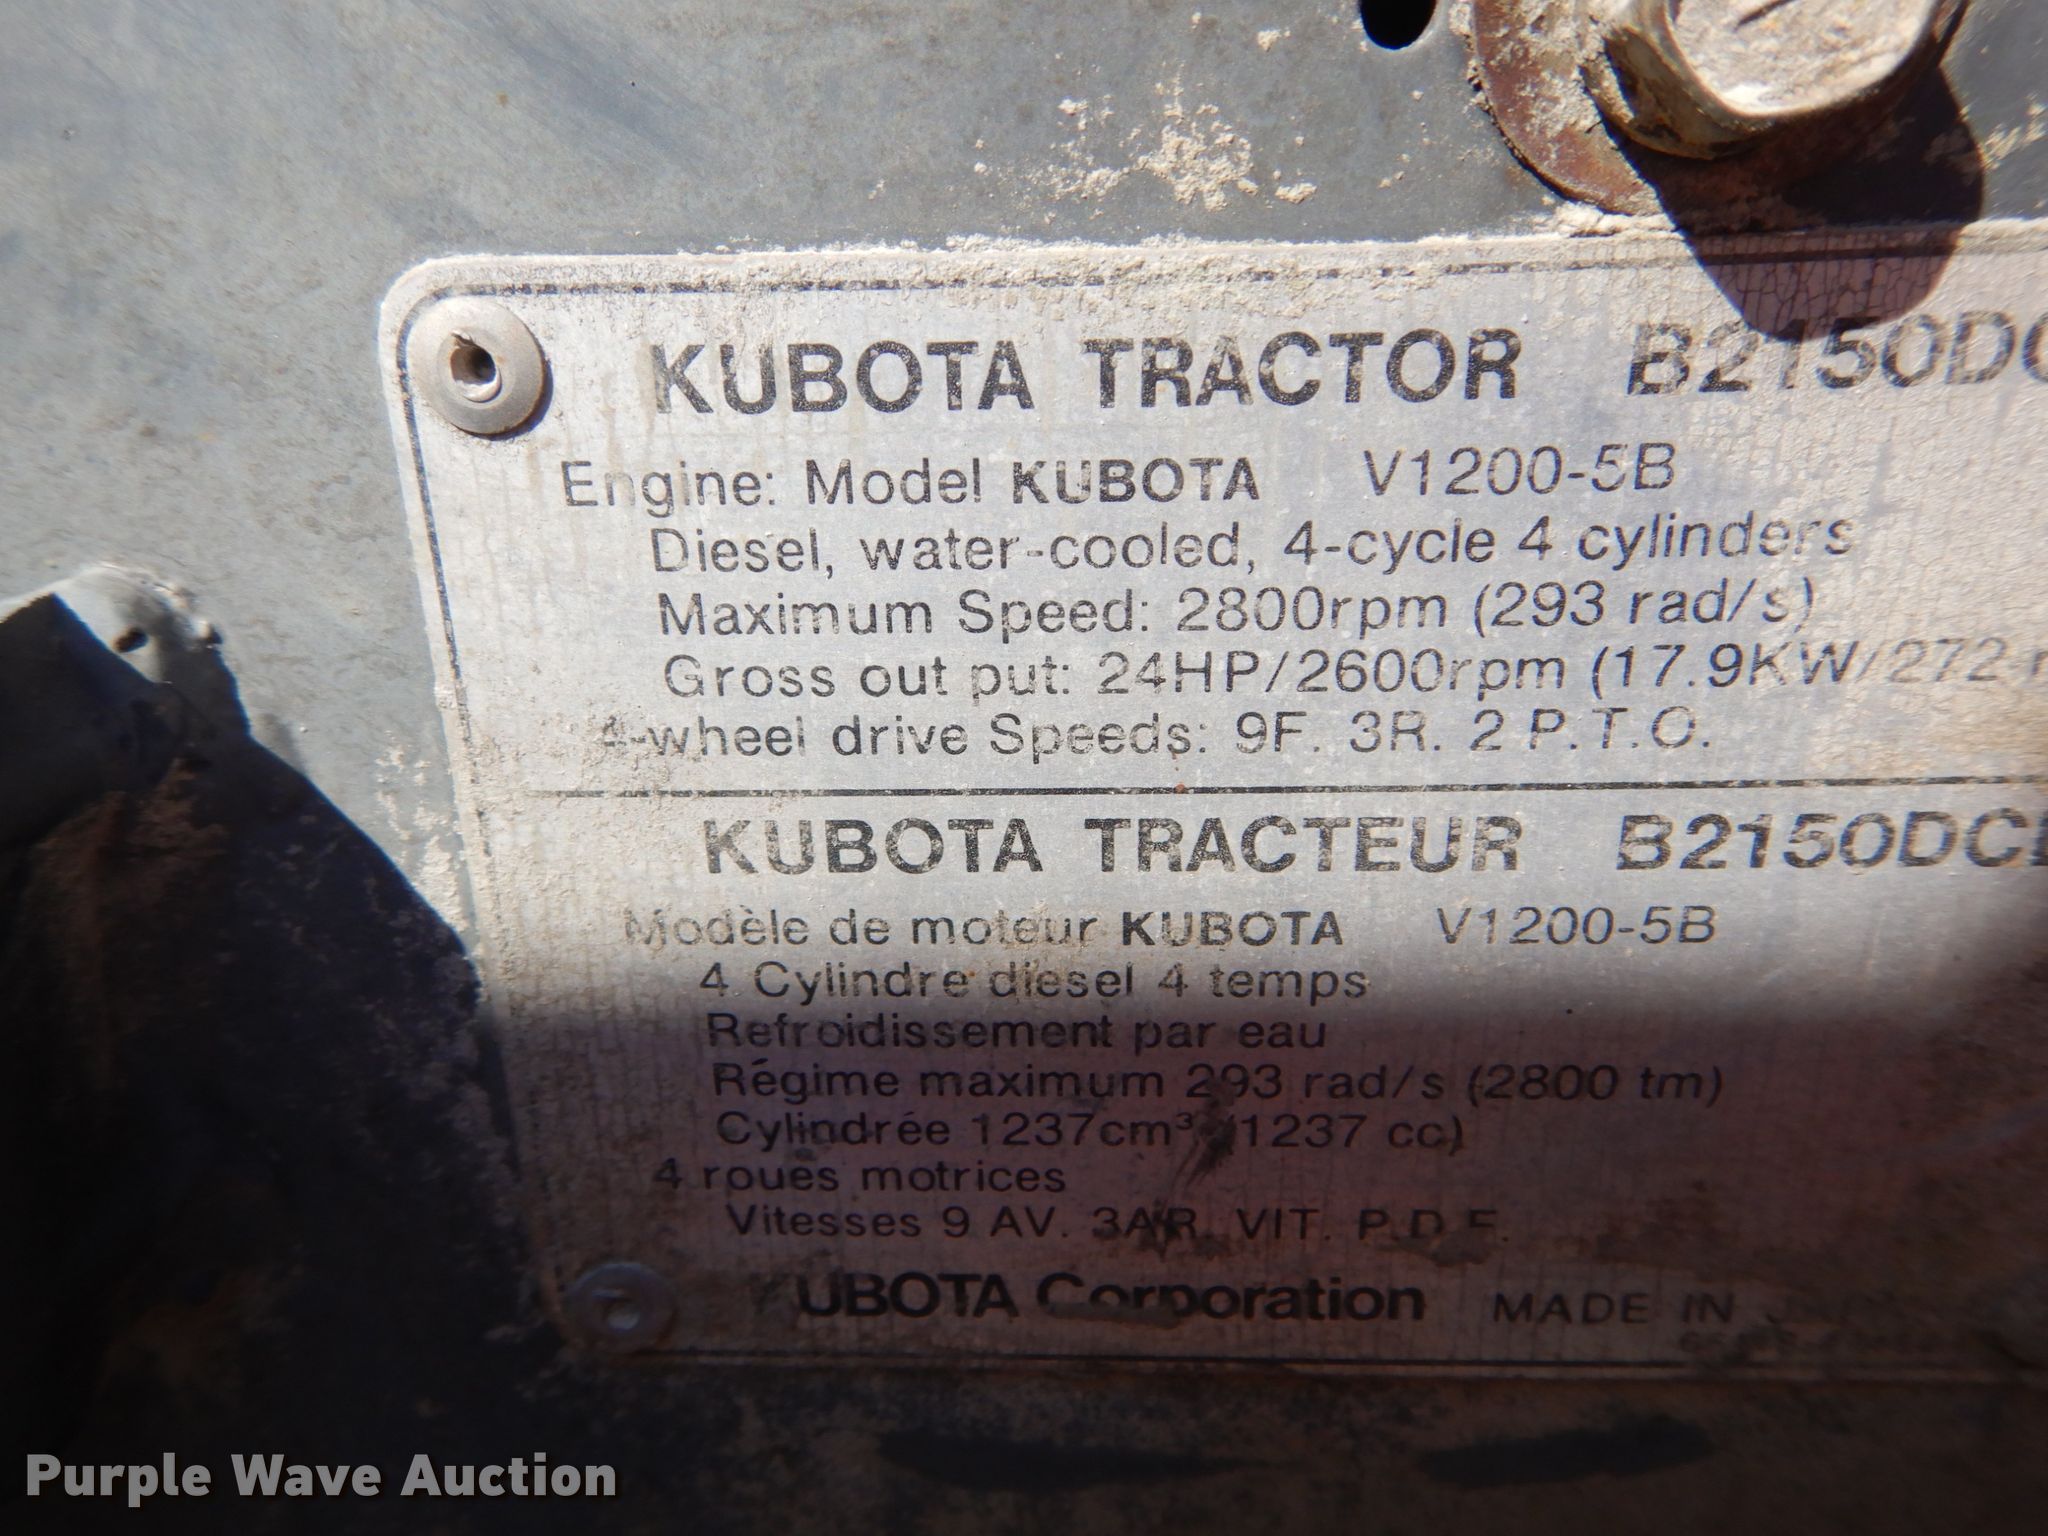 KUBOTA TRACTOR B2150DC
Engine: Model KUBOTA V1200-5B
Diesel, water-cooled, 4-cycle 4 cylinders
Maximum Speed: 2800rpm (293 rad/s)
Gross out put: 24HP/2600rpm (17.9KW/272 r
4-wheel drive Speeds: 9F. 3R. 2 P.T.O.
KUBOTA TRACTEUR B2150DC
Modèle de moteur KUBOTA V1200-5B
4 Cylindre diesel 4 temps
Refroidissement par eau
Régime maximum 293 rad/s (2800 tm)
Cylindrée 1237cm³ (1237 cc)
4 roues motrices
Vitesses 9 AV. 3AR. VIT. P.D.F.
KUBOTA Corporation MADE IN
Purple Wave Auction